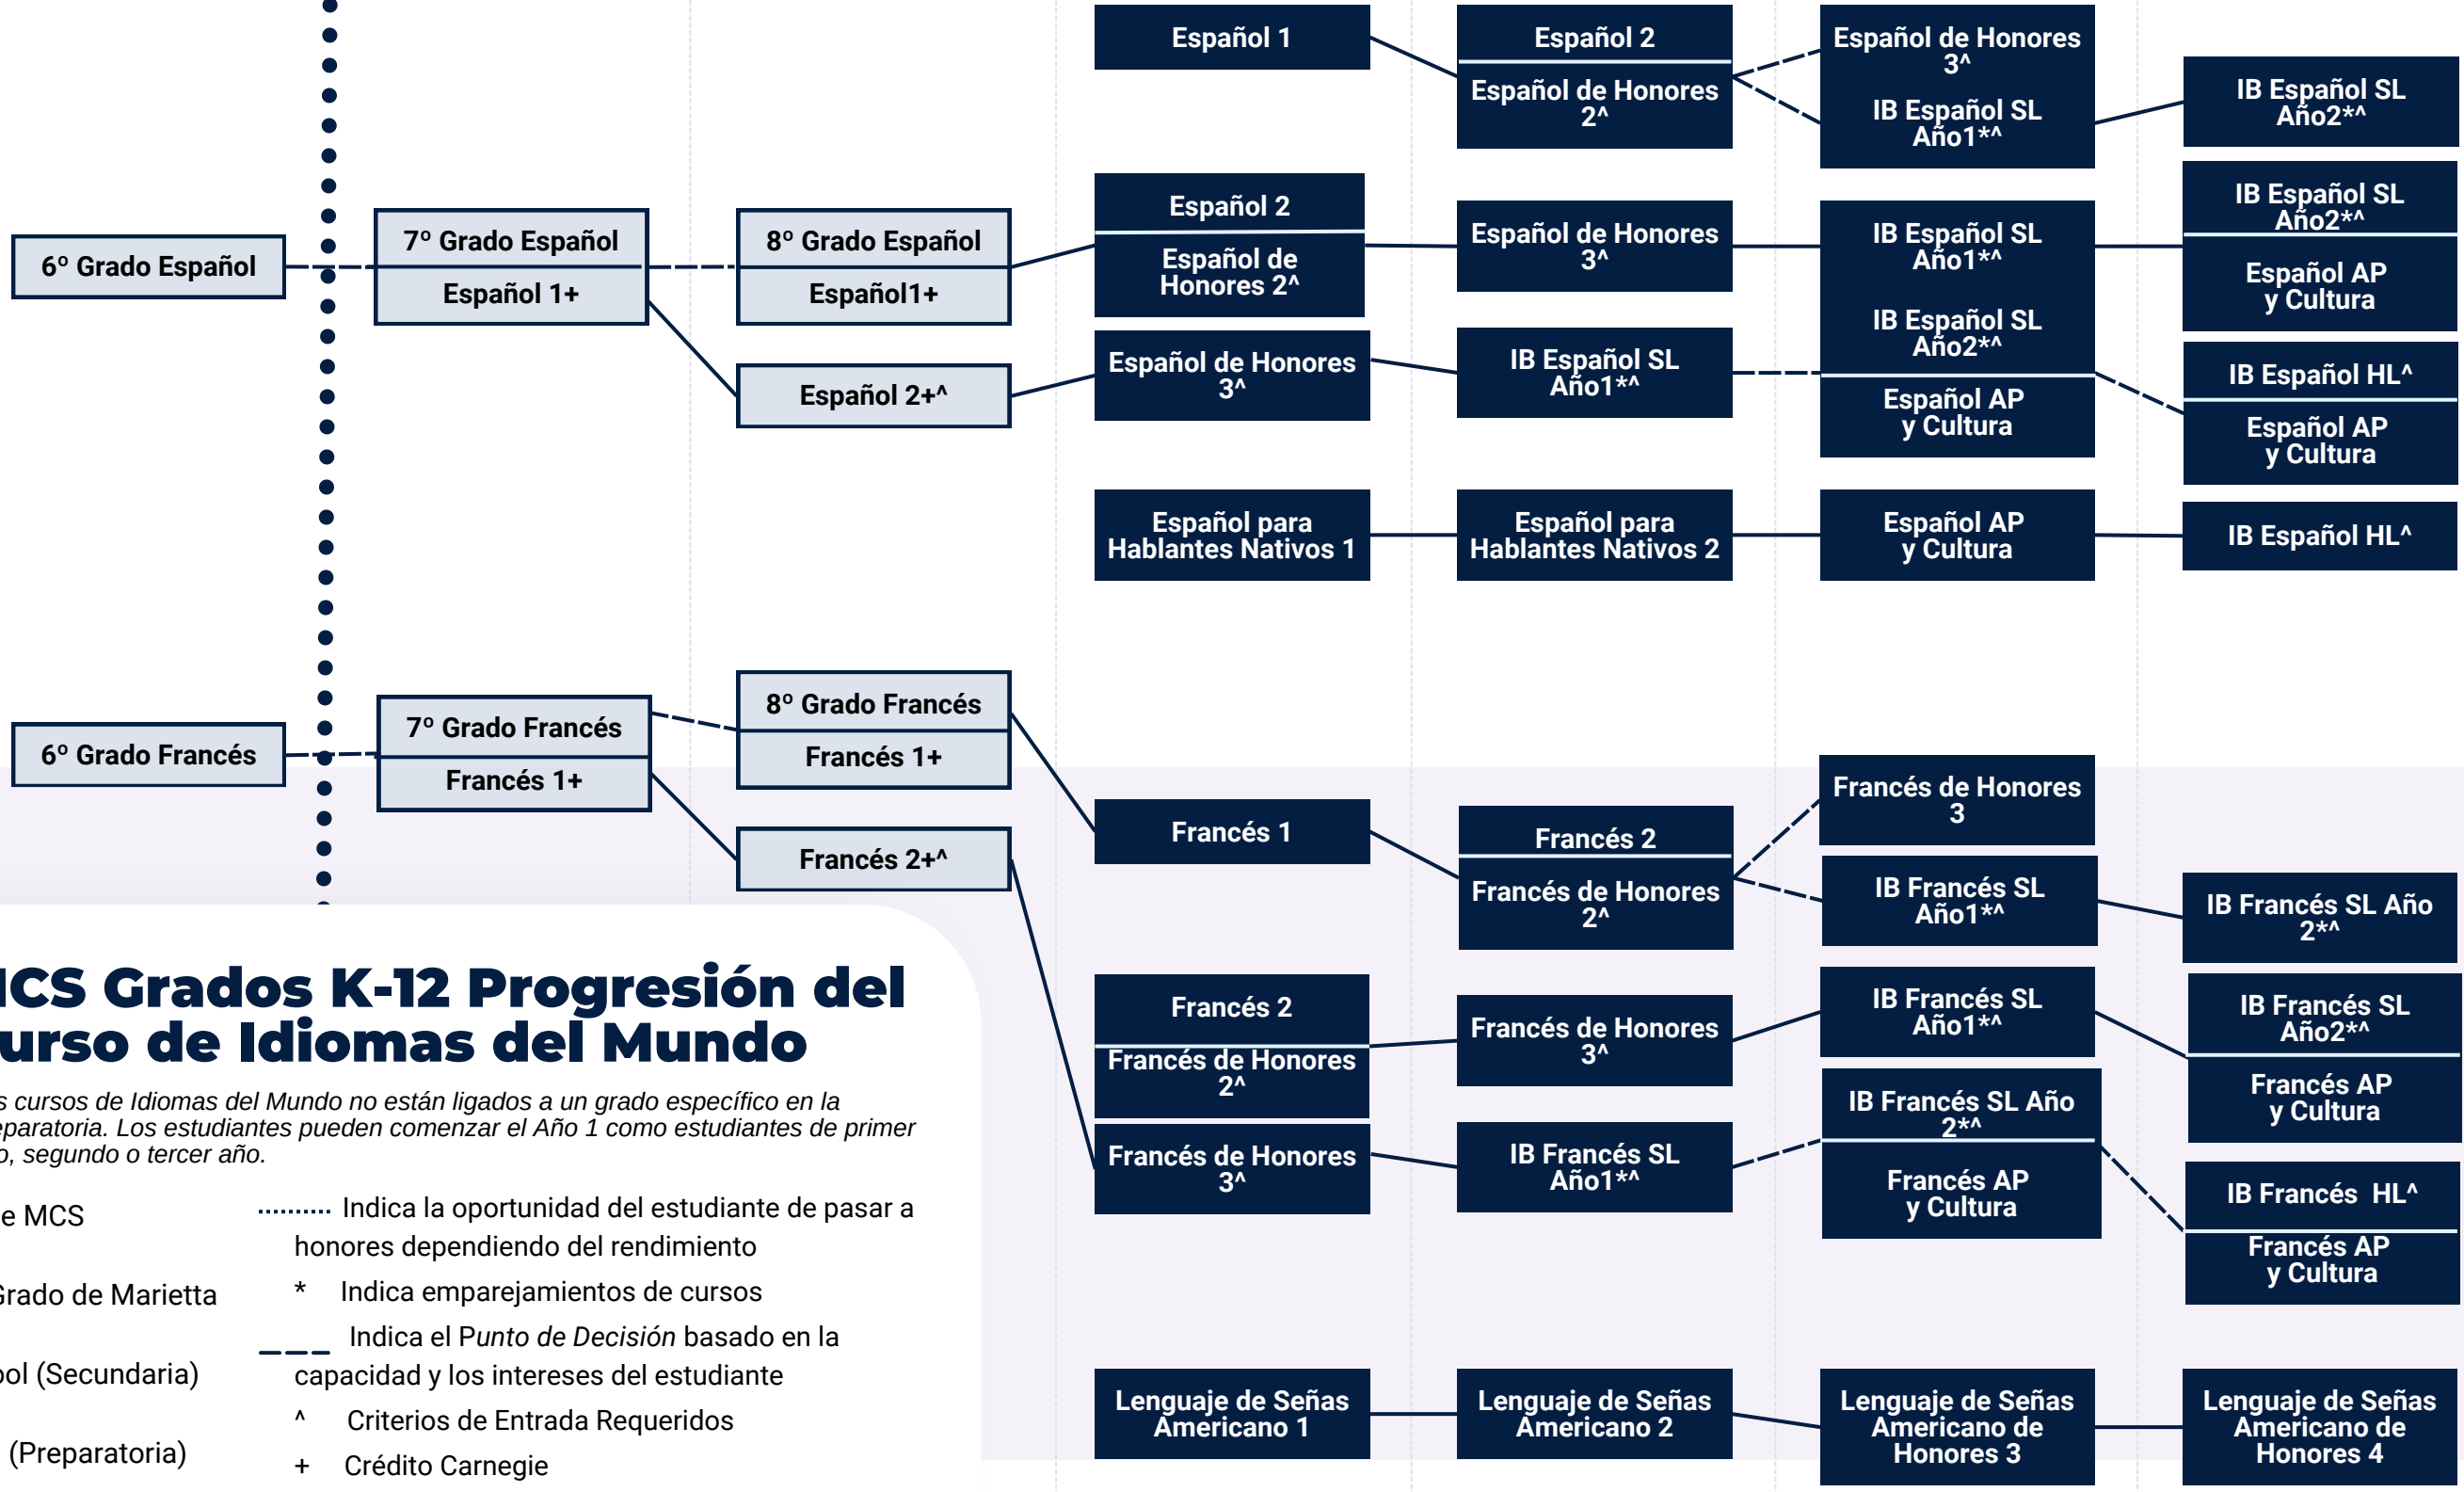 Español 1
Español 2
Español de Honores
2^
Español de Honores
3^
IB Español SL
Año1*^
IB Español SL
Año2*^
6º Grado Español
7º Grado Español
Español 1+
8º Grado Español
Español1+
Español 2+^
Español 2
Español de
Honores 2^
Español de Honores
3^
Español de Honores
3^
IB Español SL
Año1*^
IB Español SL
Año1*^
IB Español SL
Año2*^
Español AP
y Cultura
IB Español SL
Año2*^
Español AP
y Cultura
IB Español HL^
Español AP
y Cultura
Español para
Hablantes Nativos 1
Español para
Hablantes Nativos 2
Español AP
y Cultura
IB Español HL^
6º Grado Francés
7º Grado Francés
Francés 1+
8º Grado Francés
Francés 1+
Francés 2+^
Francés 1
Francés 2
Francés de Honores
2^
Francés de Honores
3
IB Francés SL
Año1*^
IB Francés SL Año
2*^
Francés 2
Francés de Honores
2^
Francés de Honores
3^
IB Francés SL
Año1*^
IB Francés SL
Año2*^
Francés AP
y Cultura
Francés de Honores
3^
IB Francés SL
Año1*^
IB Francés SL Año
2*^
Francés AP
y Cultura
IB Francés HL^
Francés AP
y Cultura
Lenguaje de Señas
Americano 1
Lenguaje de Señas
Americano 2
Lenguaje de Señas
Americano de
Honores 3
Lenguaje de Señas
Americano de
Honores 4
CS Grados K-12 Progresión del
urso de Idiomas del Mundo
s cursos de Idiomas del Mundo no están ligados a un grado específico en la
eparatoria. Los estudiantes pueden comenzar el Año 1 como estudiantes de primer
o, segundo o tercer año.
e MCS
Grado de Marietta
ool (Secundaria)
(Preparatoria)
Indica la oportunidad del estudiante de pasar a
honores dependiendo del rendimiento
* Indica emparejamientos de cursos
Indica el Punto de Decisión basado en la
capacidad y los intereses del estudiante
^ Criterios de Entrada Requeridos
+ Crédito Carnegie